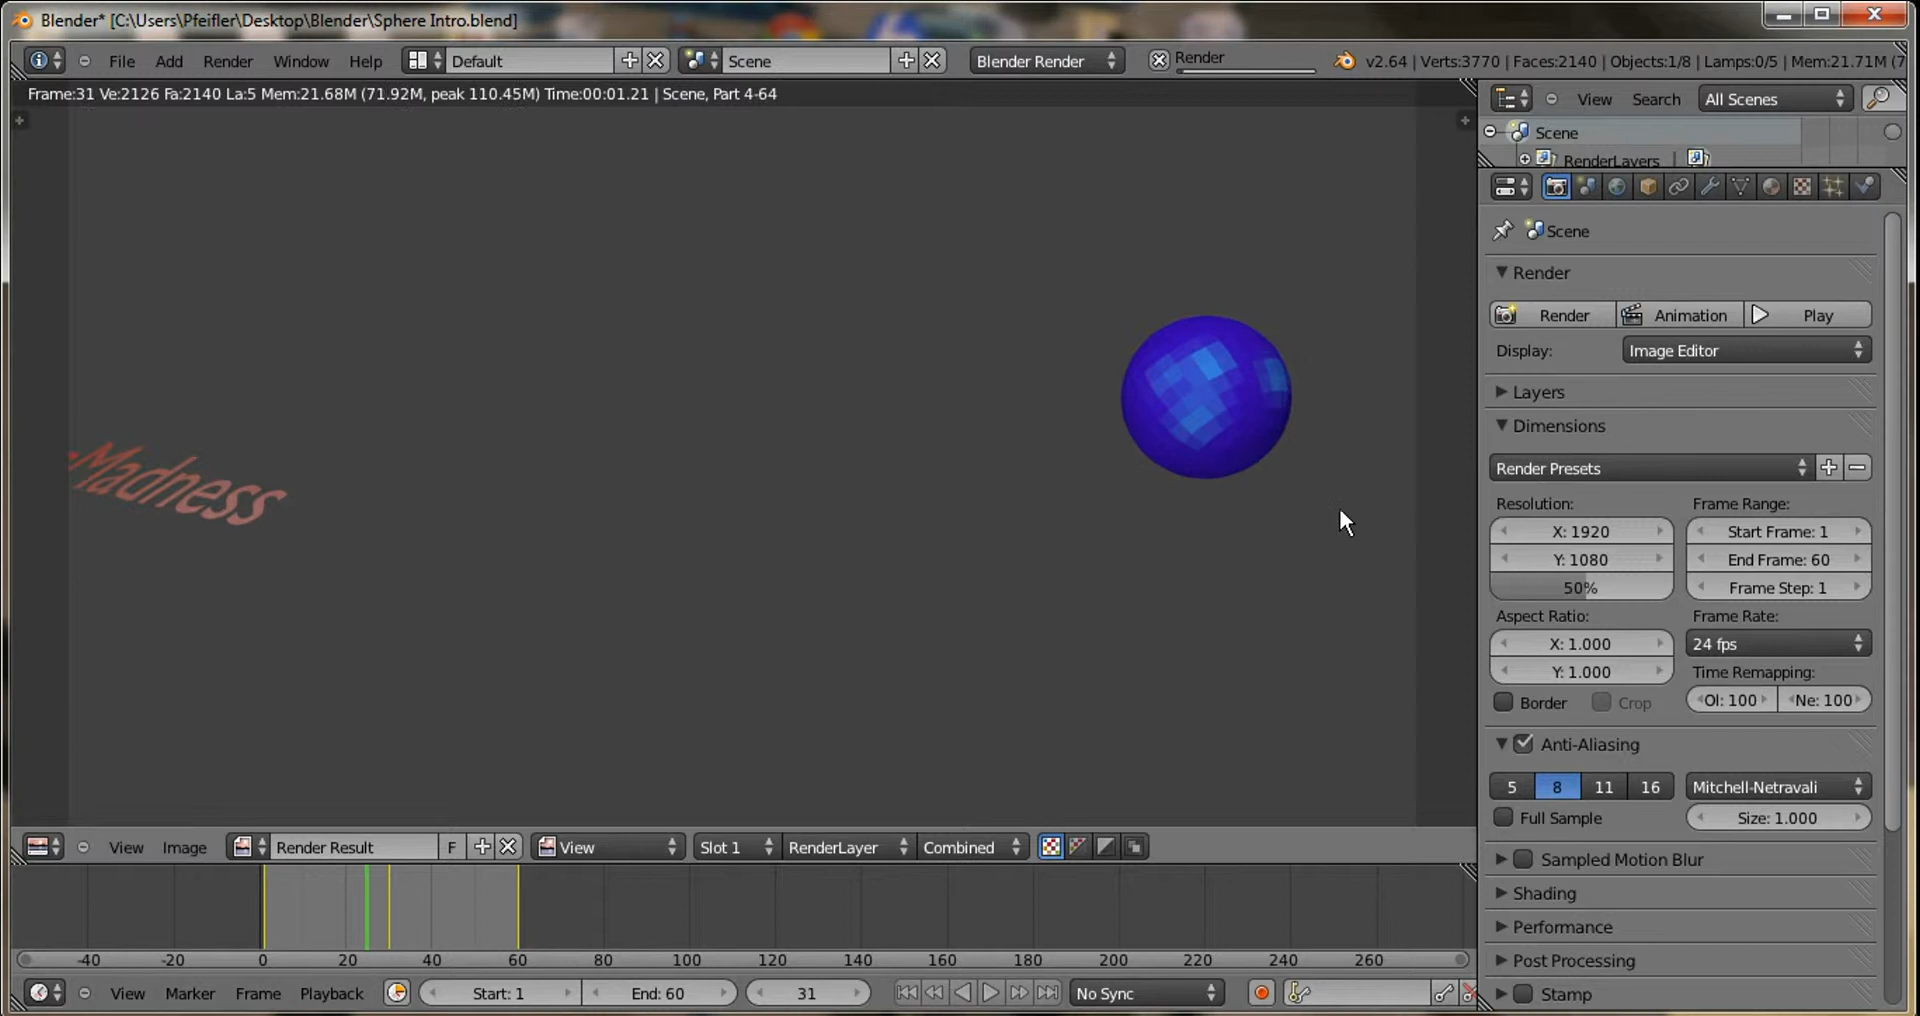 Blender* [C:\Users\Pfeifler\Desktop\Blender\Sphere Intro.blend]
File Add Render Window Help Default Scene Blender Render Render v2.64 | Verts:3770 | Faces:2140 | Objects:1/8 | Lamps:0/5 | Mem:21.71M (7
Frame:31 Ve:2126 Fa:2140 La:5 Mem:21.68M (71.92M, peak 110.45M) Time:00:01.21 | Scene, Part 4-64
View Search All Scenes
Scene
RenderLayers
Scene
Render
Render Animation Play
Display: Image Editor
Layers
Dimensions
Render Presets
Resolution: Frame Range:
X: 1920 Start Frame: 1
Y: 1080 End Frame: 60
50% Frame Step: 1
Aspect Ratio: Frame Rate:
X: 1.000 24 fps
Y: 1.000 Time Remapping:
Border Crop Ol: 100 Ne: 100
Anti-Aliasing
5 8 11 16 Mitchell-Netravali
Full Sample Size: 1.000
Sampled Motion Blur
Shading
Performance
Post Processing
Stamp
Madness
View Image Render Result F View Slot 1 RenderLayer Combined
-40 -20 0 20 40 60 80 100 120 140 160 180 200 220 240 260
View Marker Frame Playback Start: 1 End: 60 31 No Sync